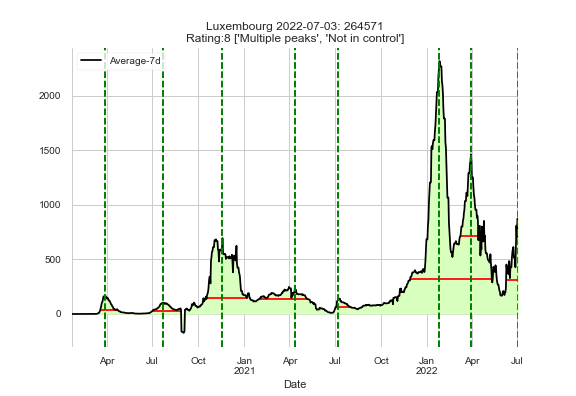 Luxembourg 2022-07-03: 264571
Rating:8 ['Multiple peaks', 'Not in control']
Average-7d
2000
1500
1000
500
0
Apr Jul Oct Jan Apr Jul Oct Jan Apr Jul
2021 2022
Date